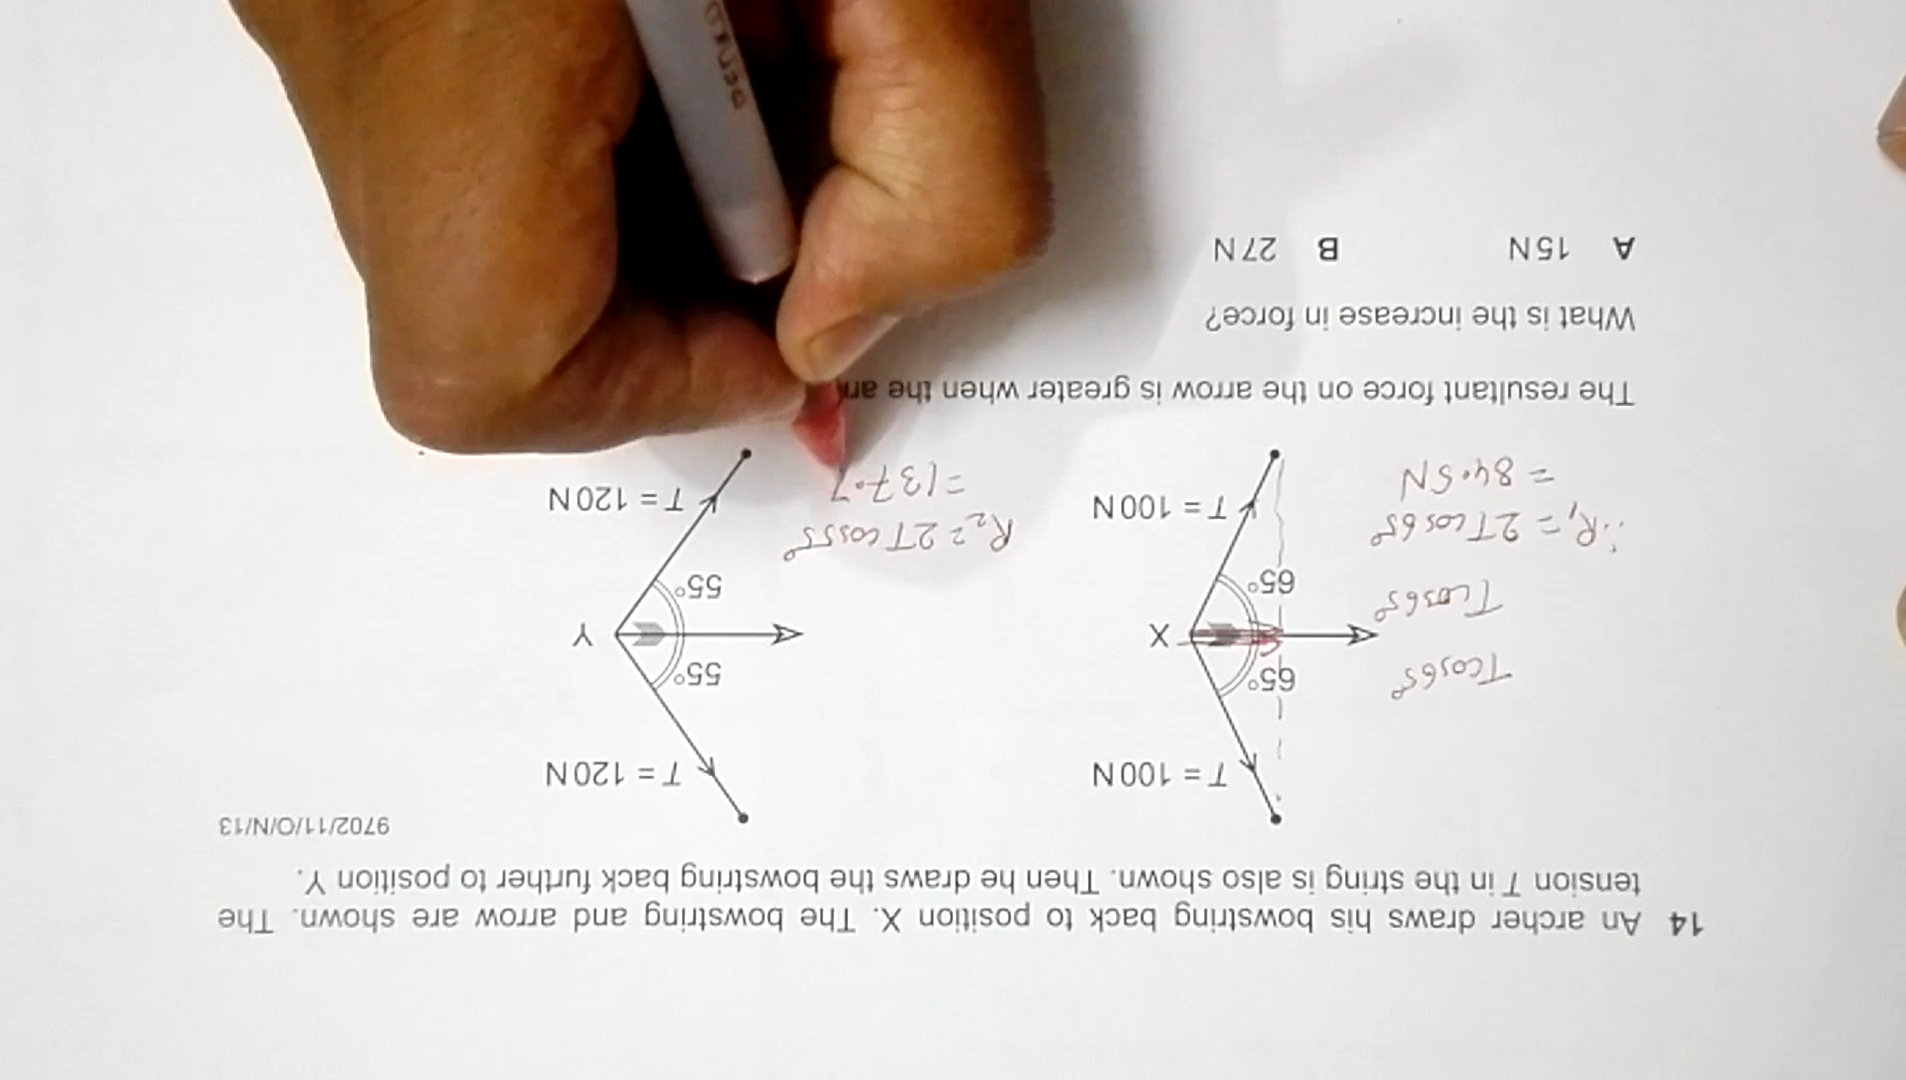 14 An archer draws his bowstring back to position X. The bowstring and arrow are shown. The
tension T in the string is also shown. Then he draws the bowstring back further to position Y.
9702/11/O/N/13
T = 100 N
T = 120 N
Tcos65°
65°
55°
X
Y
Tcos65°
65°
55°
∴R₁ = 2Tcos65°
T = 100 N
R₂ = 2Tcos55°
T = 120 N
= 84.5N
= 137.7
The resultant force on the arrow is greater when the
What is the increase in force?
A 15 N B 27 N